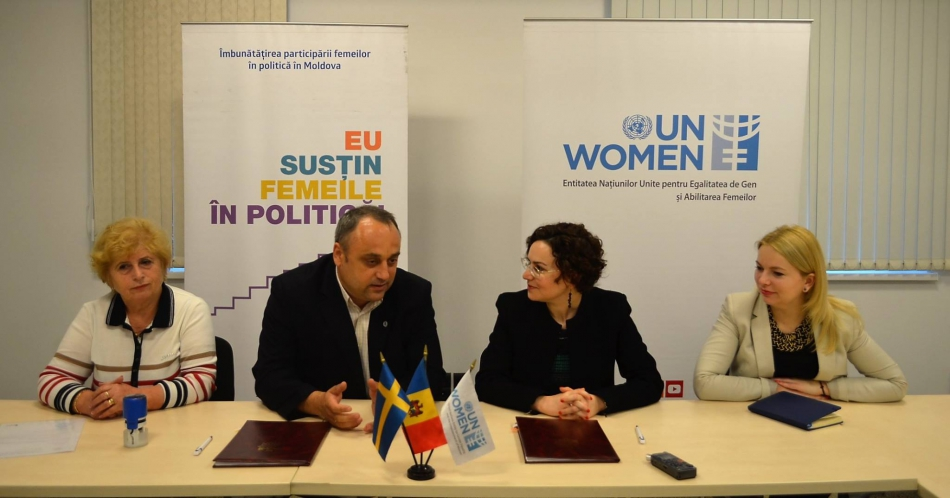 Îmbunătățirea participării femeilor
în politică în Moldova
EU
SUSȚIN
FEMEILE
ÎN POLITICĂ
UN
WOMEN
Entitatea Națiunilor Unite pentru Egalitatea de Gen
și Abilitarea Femeilor
UN
WOMEN